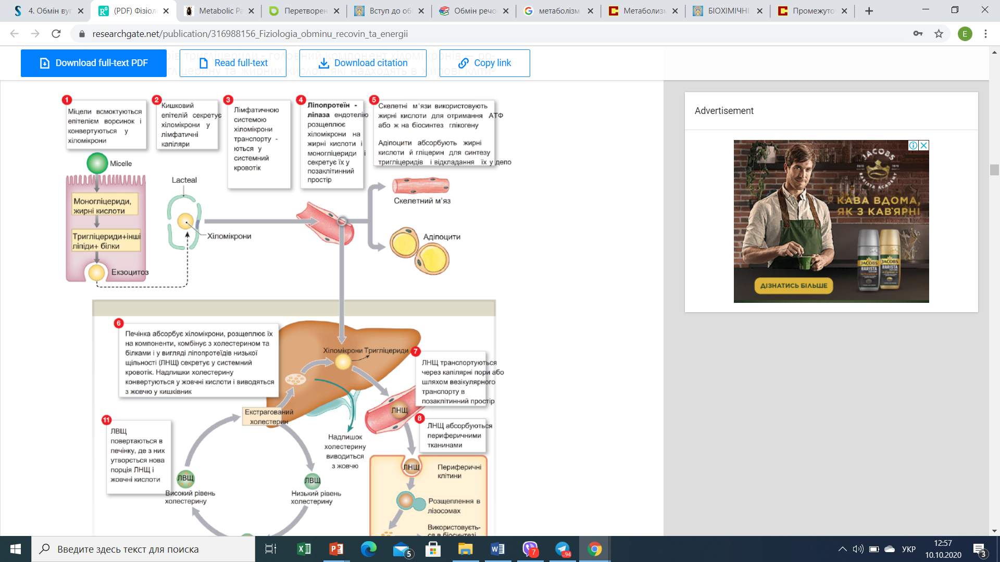 4. Обмін вуг
(PDF) Фізіол
Metabolic Pa
Перетворен
Вступ до об
Обмін речо
метаболізм
Метаболизм
БІОХІМІЧНІ
Промежуто
researchgate.net/publication/316988156_Fiziologia_obminu_recovin_ta_energii
E
Download full-text PDF
Read full-text
Download citation
Copy link
1
Міцели всмоктуються
епітелієм ворсинок і
конвертуються у
хіломікрони
2
Кишковий
епітелій секретує
хіломікрони у
лімфатичні
капіляри
3
Лімфатичною
системою
хіломікрони
транспорту -
ються у
системний
кровотік
4
Ліпопротеїн -
ліпаза ендотелію
розщеплює
хіломікрони на
жирні кислоти і
моногліцериди і
секретує їх у
позаклітинний
простір
5
Скелетні м'язи використовують
жирні кислоти для отримання АТФ
або ж на біосинтез глікогену
Адіпоцити абсорбують жирні
кислоти й гліцерин для синтезу
тригліцеридів і відкладання їх у депо
Micelle
Lacteal
Моногліцериди,
жирні кислоти
Тригліцериди+інші
ліпіди+ білки
Екзоцитоз
Хіломікрони
Скелетний м'яз
Адіпоцити
6
Печінка абсорбує хіломікрони, розщеплює їх
на компоненти, комбінує з холестерином та
білками і у вигляді ліпопротеїдів низької
щільності (ЛНЩ) секретує у системний
кровотік. Надлишки холестерину
конвертуються у жовчні кислоти і виводяться
з жовчю у кишківник
Хіломікрони Тригліцериди
7
ЛНЩ транспортуються
через капілярні пори або
шляхом везікулярного
транспорту в
позаклітинний простір
ЛНЩ
Екстрагований
холестерин
8
ЛНЩ абсорбуються
периферичними
тканинами
11
ЛВЩ
повертаються в
печінку, де з них
утворється нова
порція ЛНЩ і
жовчні кислоти
Надлишок
холестерину
виводиться
з жовчю
ЛНЩ
Периферичні
клітини
ЛВЩ
Високий рівень
холестерину
ЛВЩ
Низький рівень
холестерину
Розщеплення в
лізосомах
Використовуєть-
ся в біосинтезі
Advertisement
JACOBS
BARISTA ACADEMY
КАВА ВДОМА,
ЯК З КАВ'ЯРНІ
JACOBS
BARISTA
JACOBS
BARISTA
ДІЗНАТИСЬ БІЛЬШЕ
Введите здесь текст для поиска
5
7
..94
УКР
12:57
10.10.2020
3